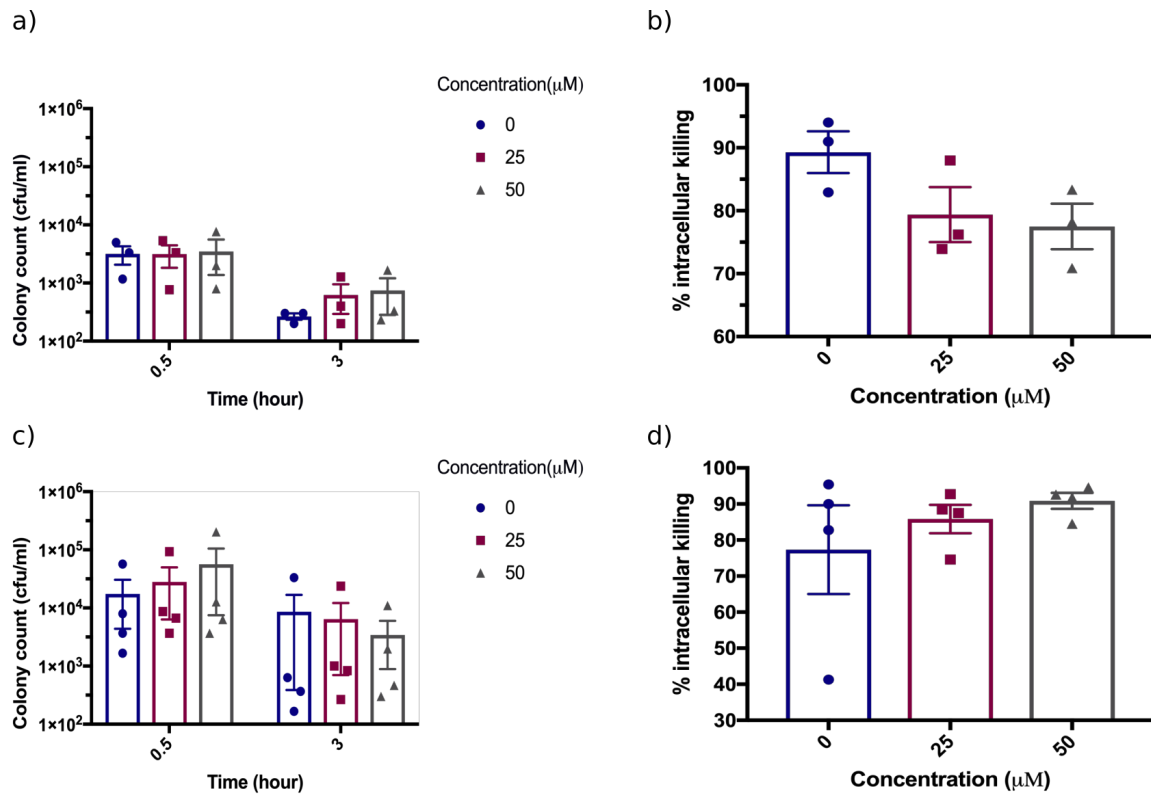 a)
Concentration(μM)
0
25
50
Colony count (cfu/ml)
1×10⁶
1×10⁵
1×10⁴
1×10³
1×10²
0.5
3
Time (hour)
b)
% intracellular killing
100
90
80
70
60
0
25
50
Concentration (μM)
c)
Concentration(μM)
0
25
50
Colony count (cfu/ml)
1×10⁶
1×10⁵
1×10⁴
1×10³
1×10²
0.5
3
Time (hour)
d)
% intracellular killing
100
90
80
70
60
50
40
30
0
25
50
Concentration (μM)